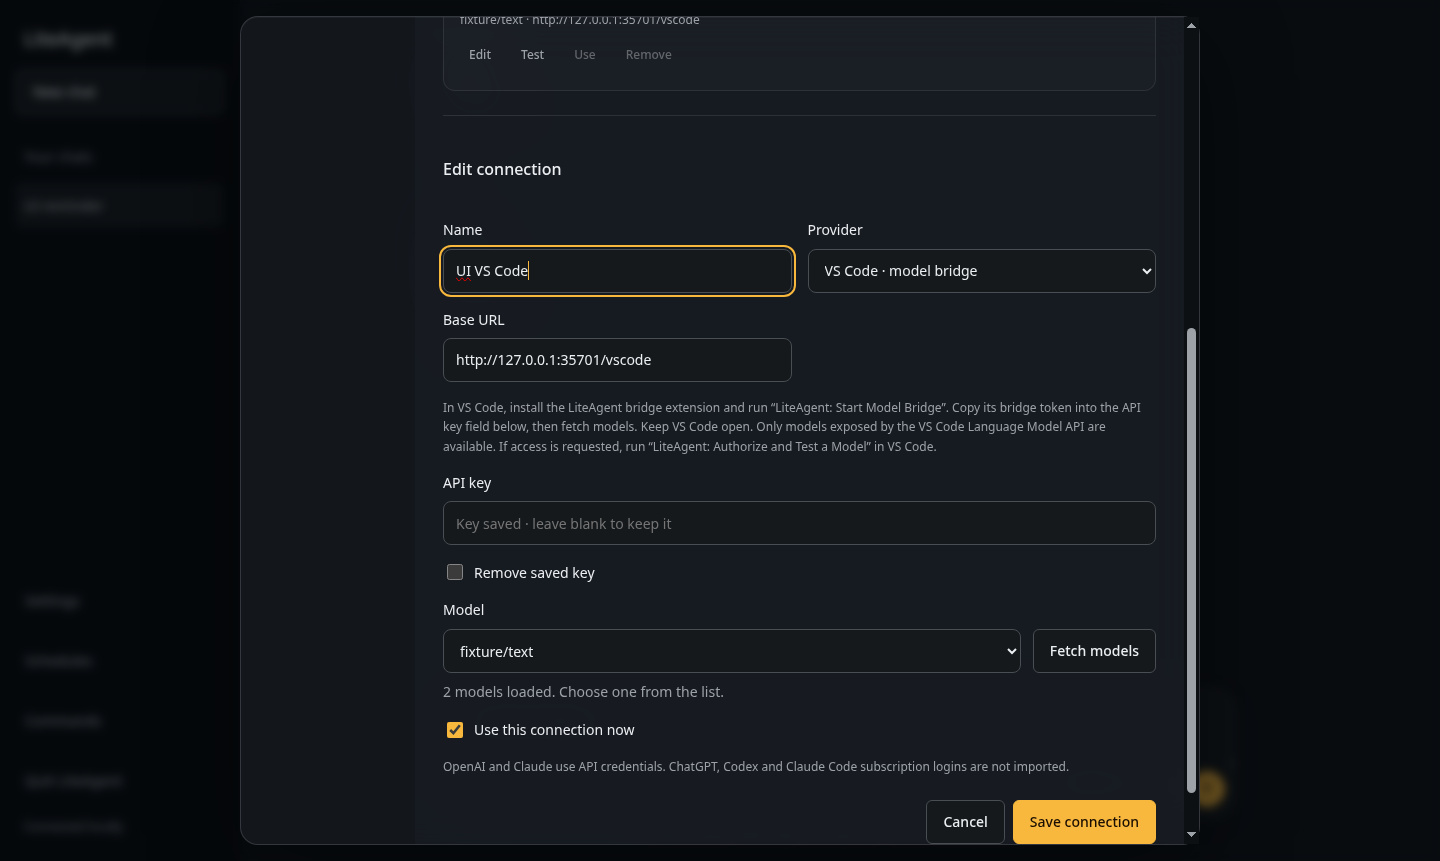 fixture/text · http://127.0.0.1:35701/vscode
Edit Test Use Remove
Edit connection
Name Provider
UI VS Code VS Code · model bridge
Base URL
http://127.0.0.1:35701/vscode
In VS Code, install the LiteAgent bridge extension and run “LiteAgent: Start Model Bridge”. Copy its bridge token into the API
key field below, then fetch models. Keep VS Code open. Only models exposed by the VS Code Language Model API are
available. If access is requested, run “LiteAgent: Authorize and Test a Model” in VS Code.
API key
Key saved · leave blank to keep it
Remove saved key
Model
fixture/text Fetch models
2 models loaded. Choose one from the list.
Use this connection now
OpenAI and Claude use API credentials. ChatGPT, Codex and Claude Code subscription logins are not imported.
Cancel Save connection